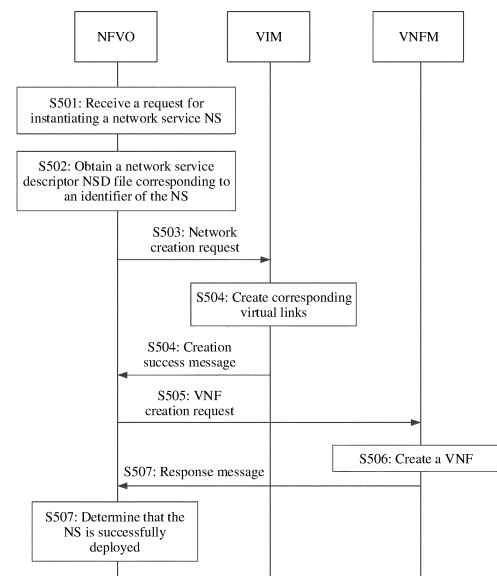 NFVO
VIM
VNFM
S501: Receive a request for
instantiating a network service NS
S502: Obtain a network service
descriptor NSD file corresponding to
an identifier of the NS
S503: Network
creation request
S504: Create corresponding
virtual links
S504: Creation
success message
S505: VNF
creation request
S506: Create a VNF
S507: Response message
S507: Determine that the
NS is successfully
deployed